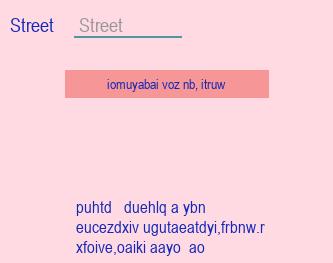 Street Street
iomuyabai voz nb, itruw
puhtd duehlq a ybn
eucezdxiv ugutaeatdyi,frbnw.r
xfoive,oaiki aayo ao